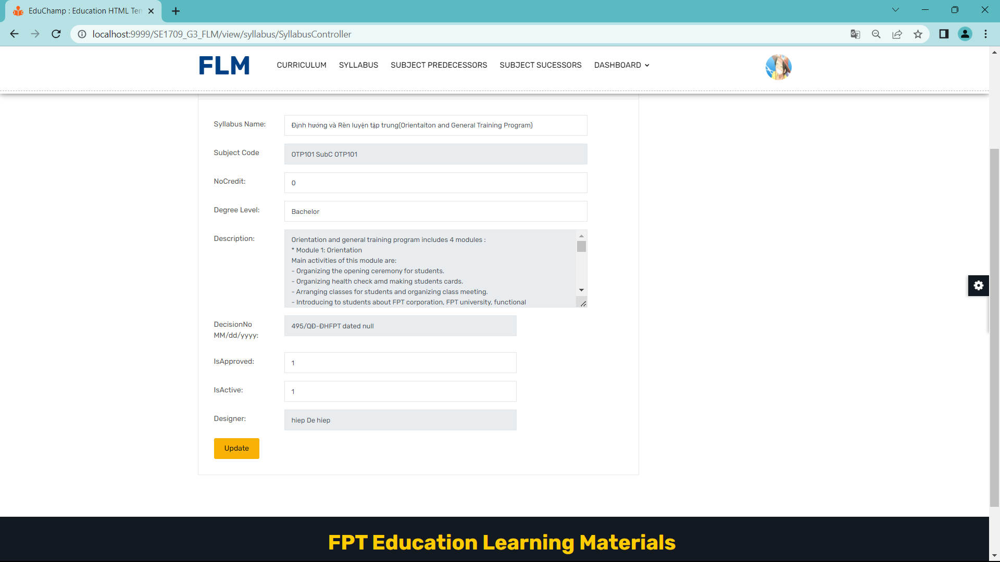 EduChamp : Education HTML Tem
localhost:9999/SE1709_G3_FLM/view/syllabus/SyllabusController
FLM
CURRICULUM
SYLLABUS
SUBJECT PREDECESSORS
SUBJECT SUCESSORS
DASHBOARD
Syllabus Name:
Định hướng và Rèn luyện tập trung(Orientaiton and General Training Program)
Subject Code
OTP101 SubC OTP101
NoCredit:
0
Degree Level:
Bachelor
Description:
Orientation and general training program includes 4 modules :
* Module 1: Orientation
Main activities of this module are:
- Organizing the opening ceremony for students.
- Organizing health check amd making students cards.
- Arranging classes for students and organizing class meeting.
- Introducing to students about FPT corporation, FPT university, functional
DecisionNo
MM/dd/yyyy:
495/QĐ-ĐHFPT dated null
IsApproved:
1
IsActive:
1
Designer:
hiep De hiep
Update
FPT Education Learning Materials